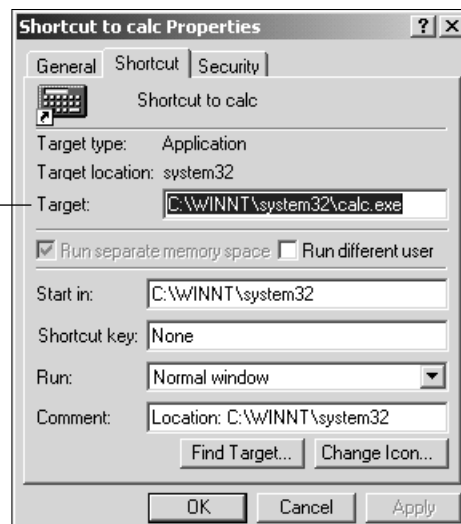 Shortcut to calc Properties
General Shortcut Security
Shortcut to calc
Target type: Application
Target location: system32
Target: C:\WINNT\system32\calc.exe
Run separate memory space Run different user
Start in: C:\WINNT\system32
Shortcut key: None
Run: Normal window
Comment: Location: C:\WINNT\system32
Find Target... Change Icon...
OK Cancel Apply